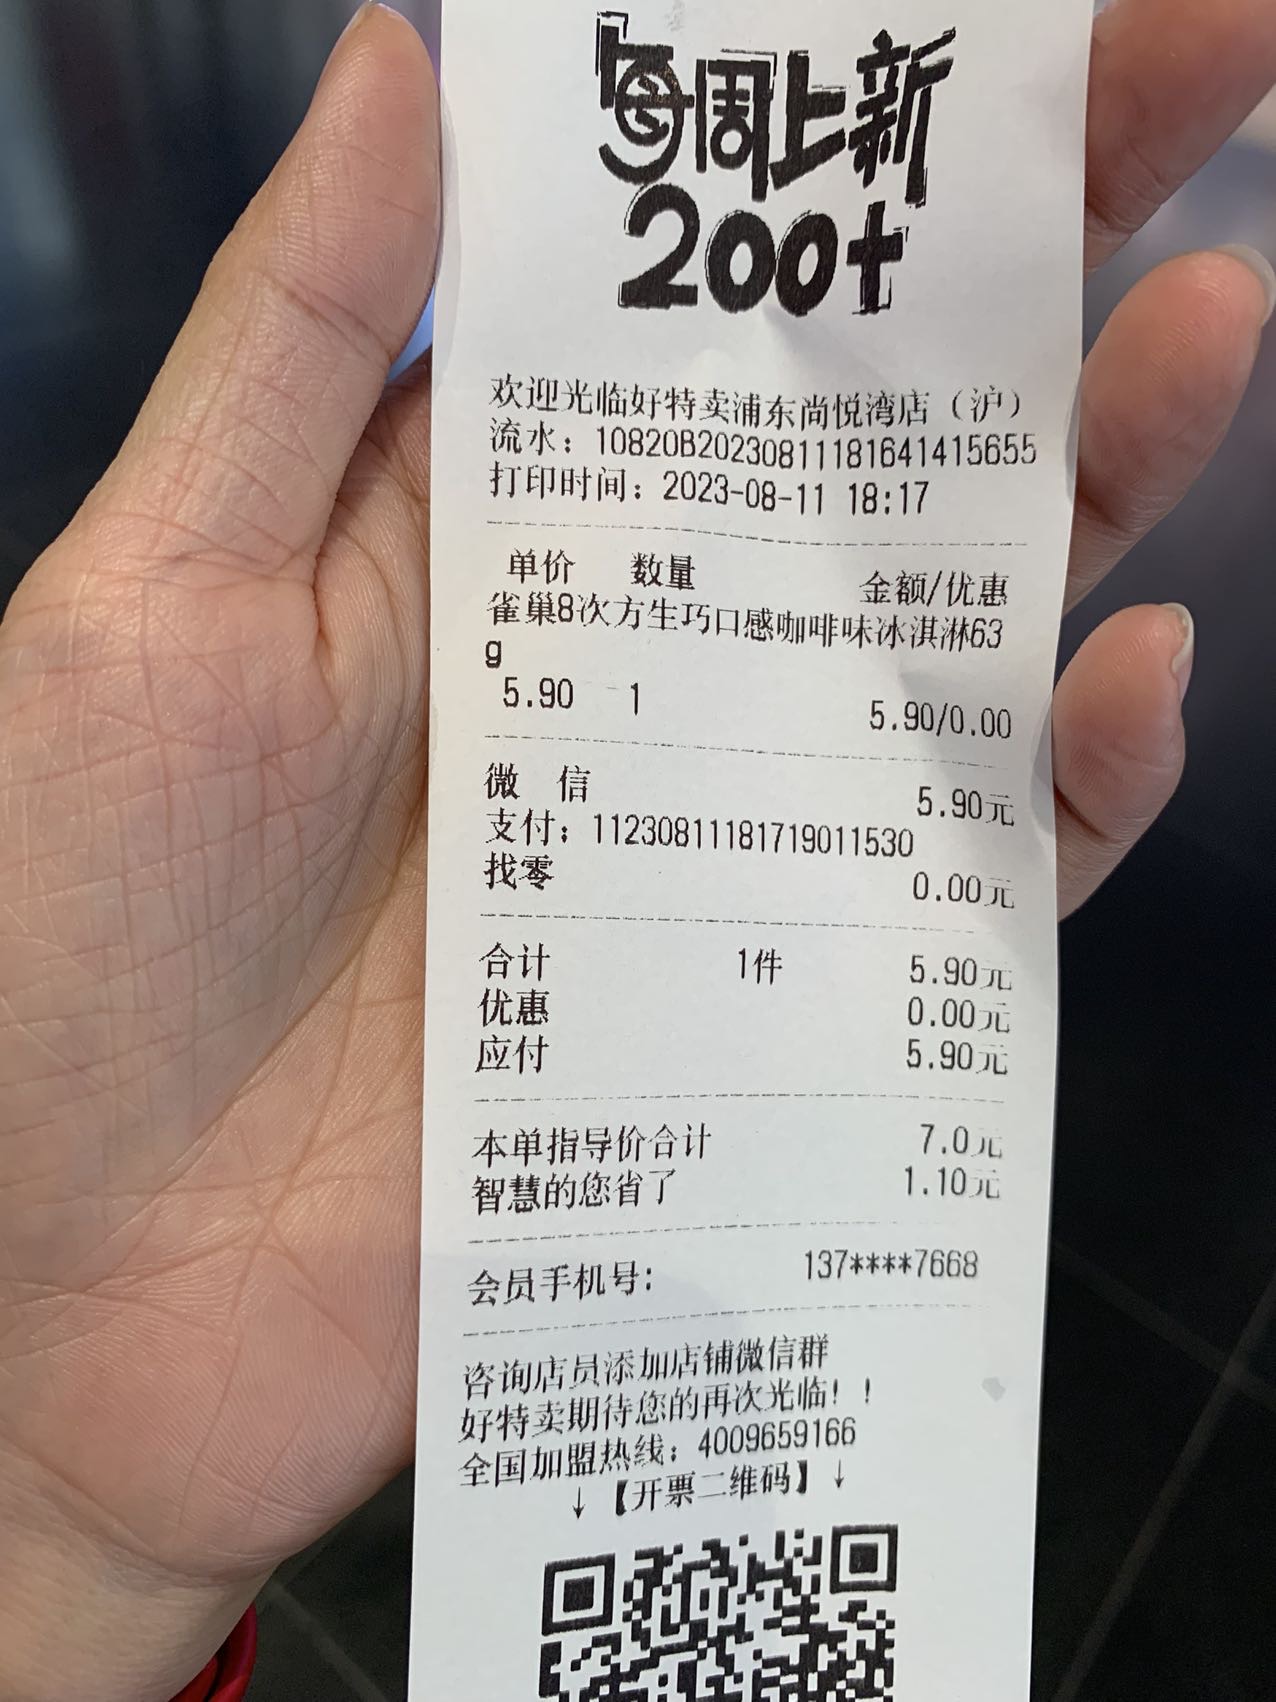 每周上新
200+
欢迎光临好特卖浦东尚悦湾店（沪）
流水：10820B202308111816414​15655
打印时间：2023-08-11 18:17
单价 数量 金额/优惠
雀巢8次方生巧口感咖啡味冰淇淋63
g
5.90 1 5.90/0.00
微 信 5.90元
支付：11230811181719011530
找零 0.00元
合计 1件 5.90元
优惠 0.00元
应付 5.90元
本单指导价合计 7.0元
智慧的您省了 1.10元
会员手机号: 137****7668
咨询店员添加店铺微信群
好特卖期待您的再次光临！！
全国加盟热线：4009659166
↓【开票二维码】↓